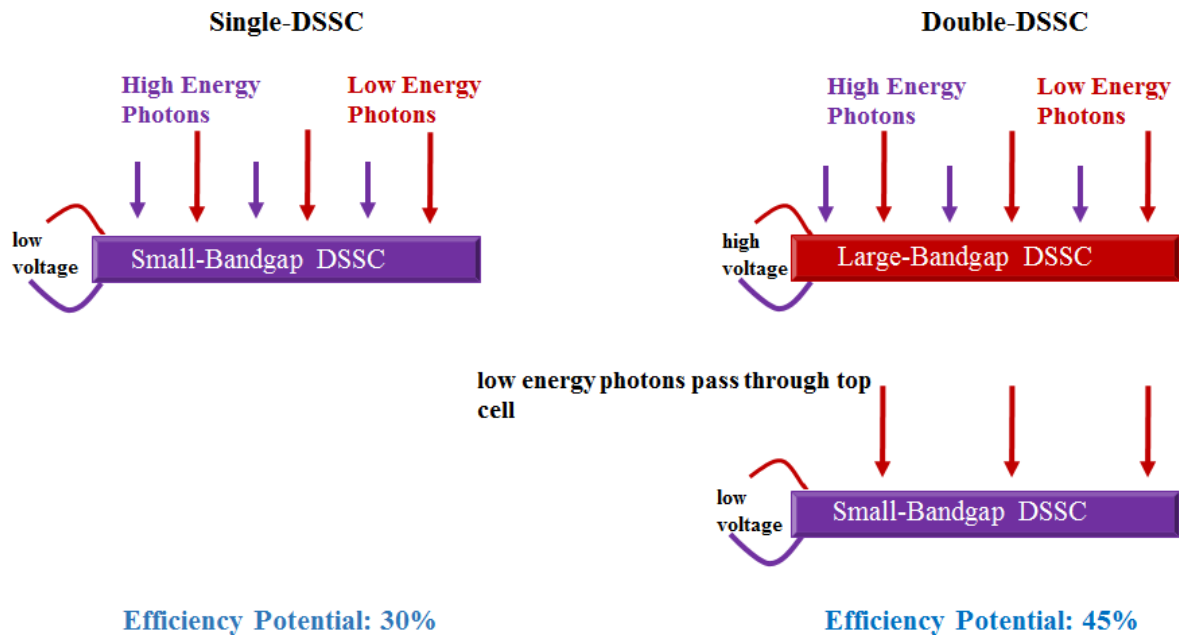 Single-DSSC
High Energy
Photons
Low Energy
Photons
low
voltage
Small-Bandgap DSSC
Efficiency Potential: 30%
Double-DSSC
High Energy
Photons
Low Energy
Photons
high
voltage
Large-Bandgap DSSC
low energy photons pass through top
cell
low
voltage
Small-Bandgap DSSC
Efficiency Potential: 45%